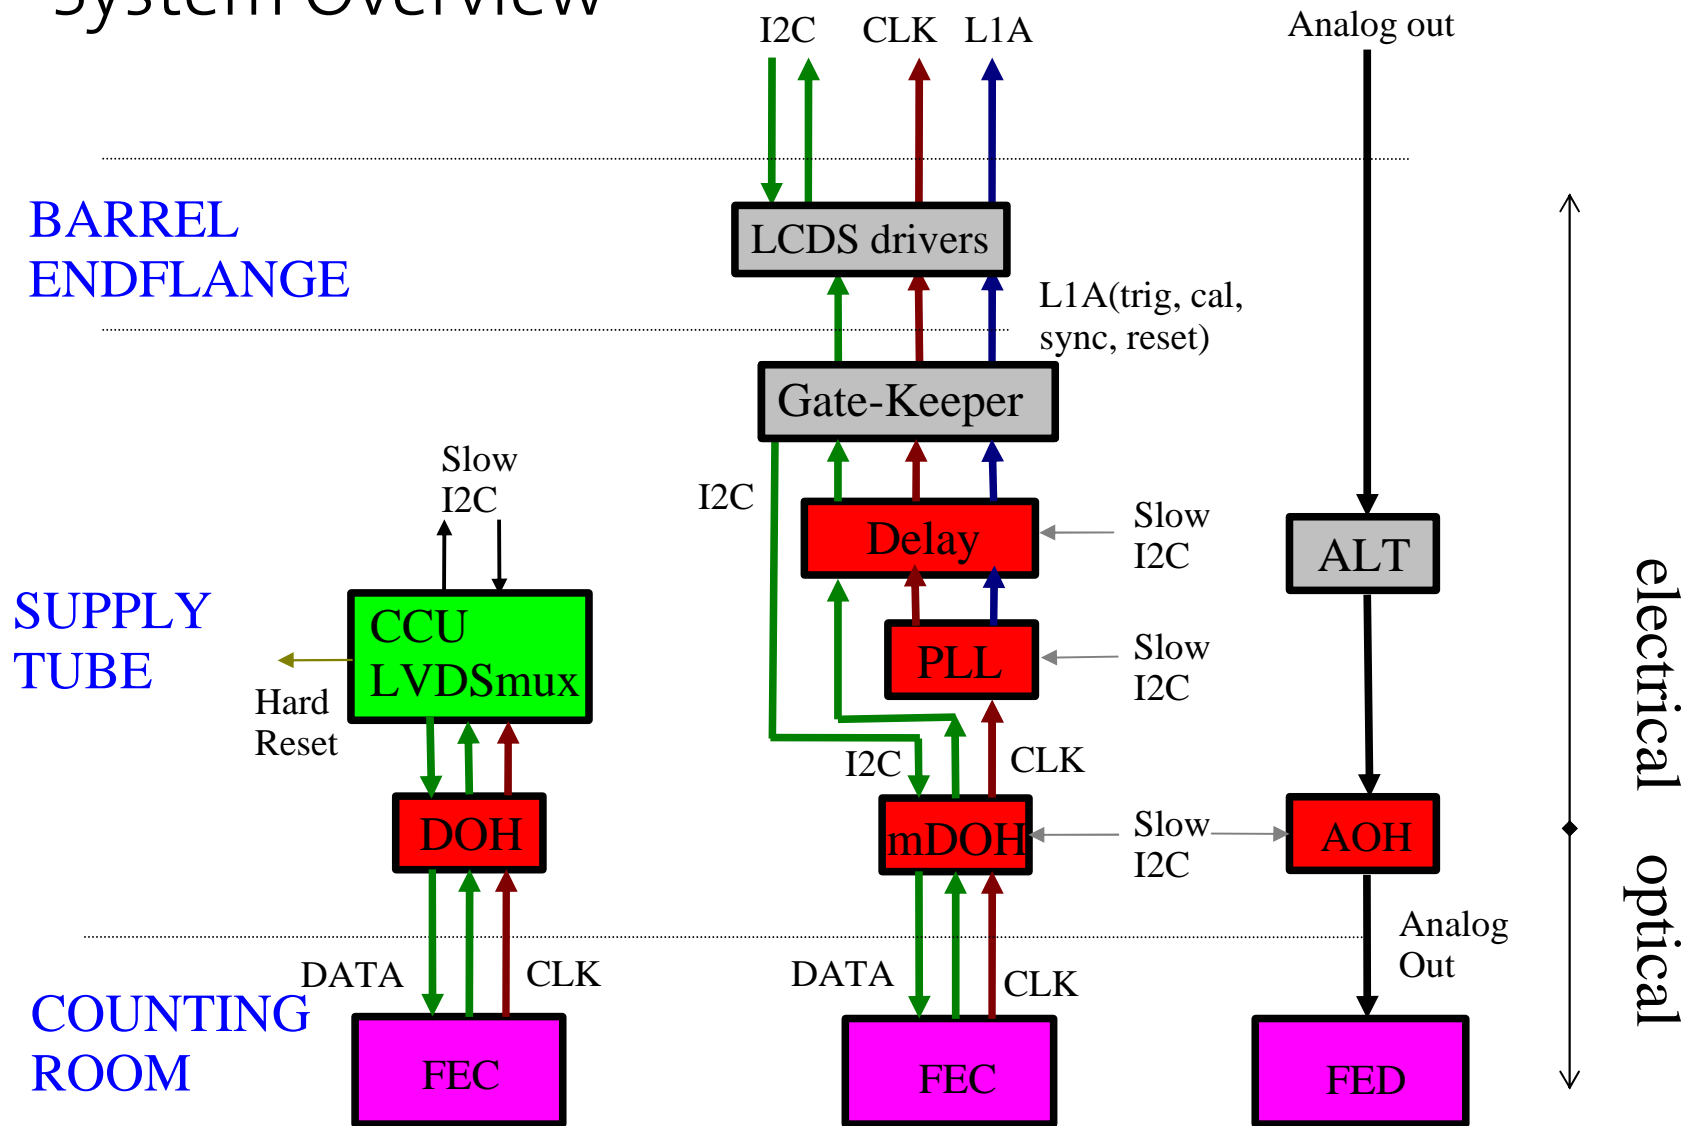 System Overview
I2C
CLK
L1A
Analog out
BARREL
ENDFLANGE
LCDS drivers
L1A(trig, cal,
sync, reset)
Gate-Keeper
Slow
I2C
I2C
Delay
Slow
I2C
ALT
SUPPLY
TUBE
CCU
LVDSmux
PLL
Slow
I2C
Hard
Reset
I2C
CLK
DOH
mDOH
Slow
I2C
AOH
electrical
optical
Analog
Out
DATA
CLK
DATA
CLK
COUNTING
ROOM
FEC
FEC
FED